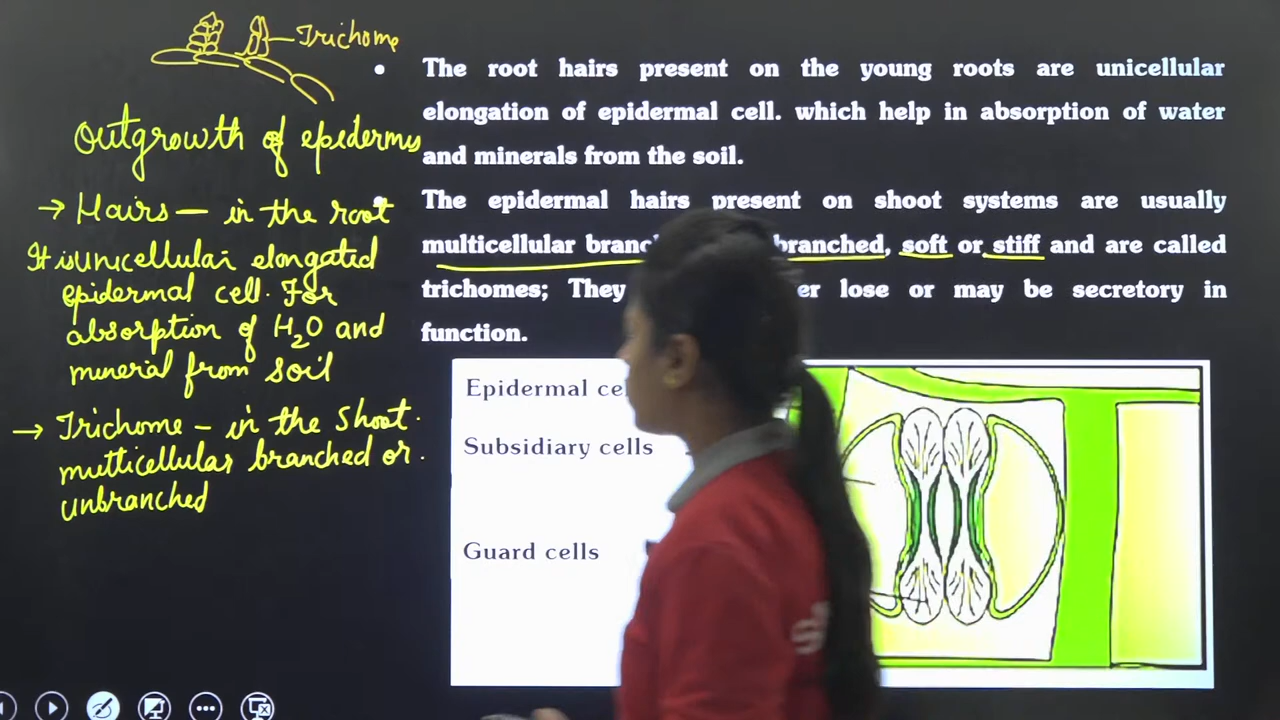 Trichome
Outgrowth of epidermis
→ Hairs — in the root
It is unicellular elongated
epidermal cell. For
absorption of H₂O and
mineral from soil
→ Trichome – in the Shoot.
multicellular branched or.
unbranched
• The root hairs present on the young roots are unicellular
elongation of epidermal cell. which help in absorption of water
and minerals from the soil.
• The epidermal hairs present on shoot systems are usually
multicellular branched, soft or stiff and are called
trichomes; They lose or may be secretory in
function.
Epidermal
Subsidiary cells
Guard cells